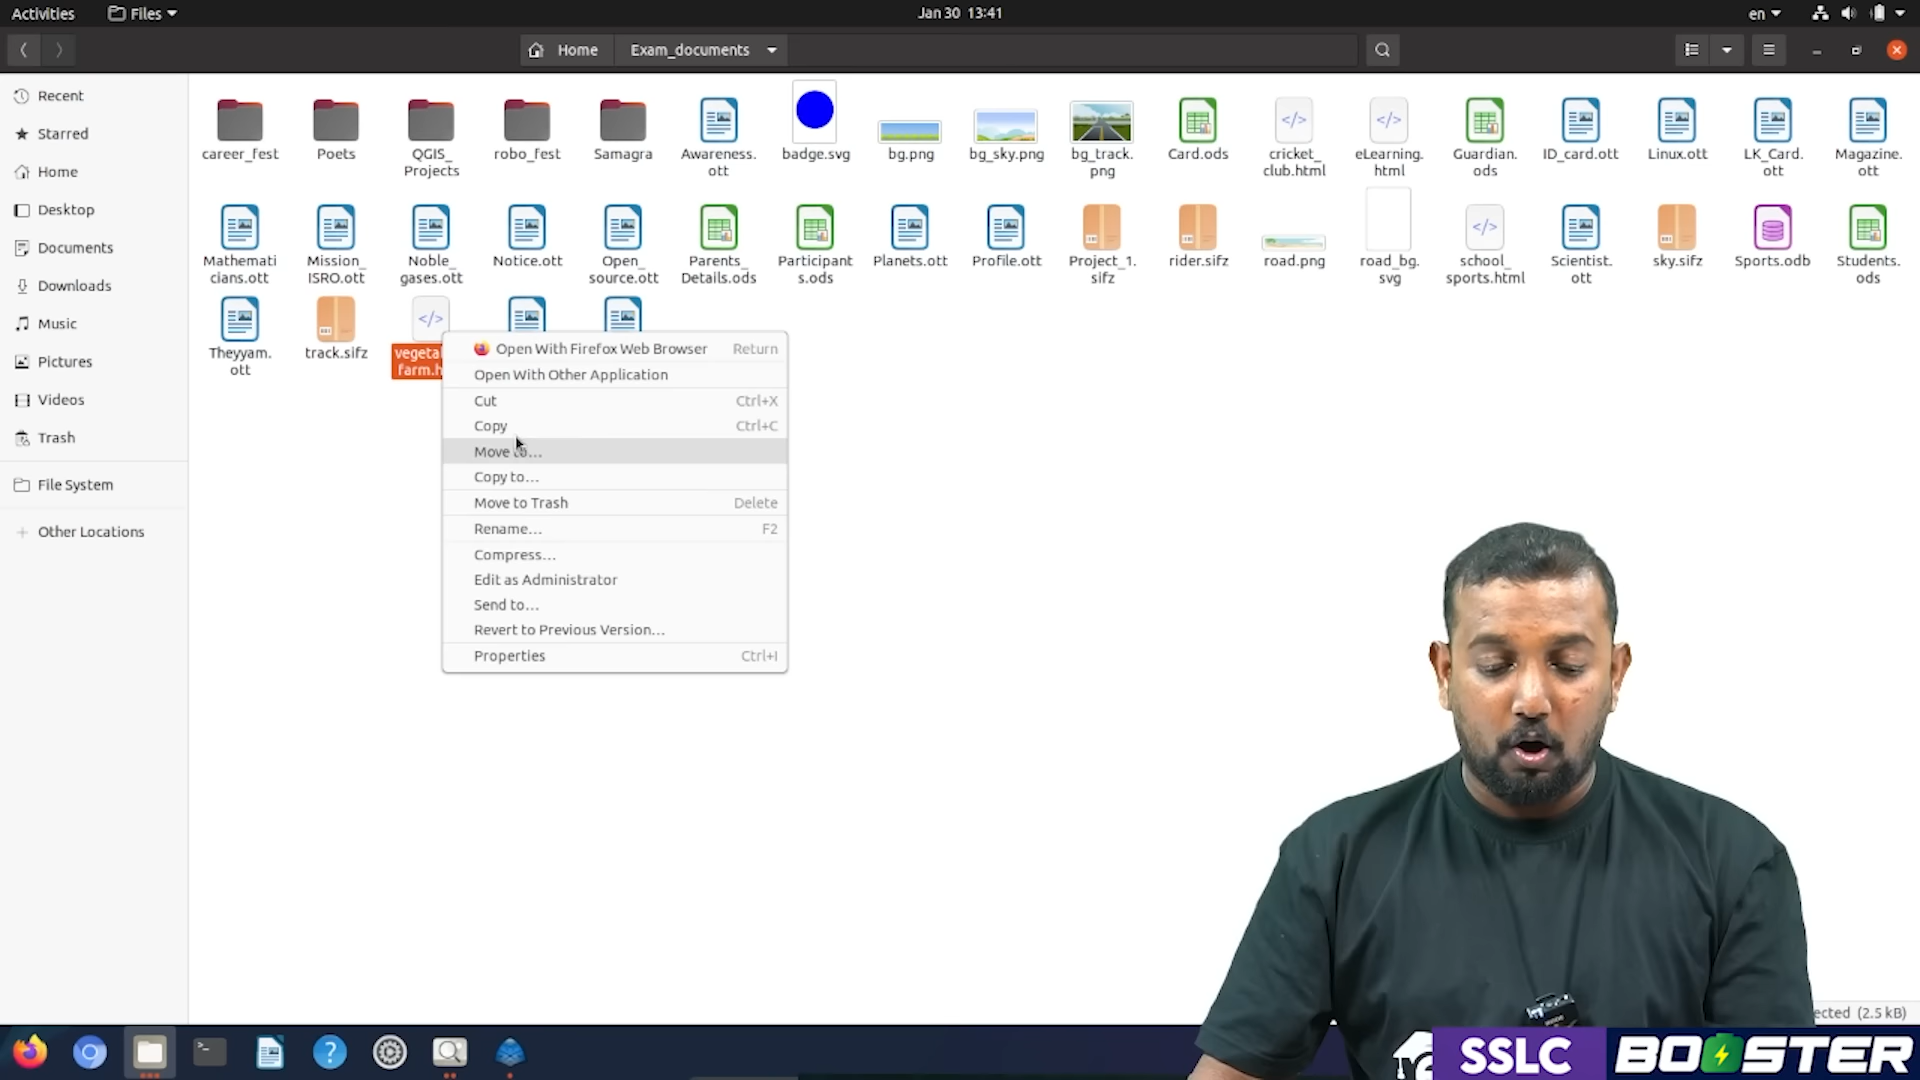 Activities
Files
Jan 30 13:41
en
Home
Exam_documents
Recent
Starred
Home
Desktop
Documents
Downloads
Music
Pictures
Videos
Trash
File System
Other Locations
career_fest
Poets
QGIS_
Projects
robo_fest
Samagra
Awareness.
ott
badge.svg
bg.png
bg_sky.png
bg_track.
png
Card.ods
cricket_
club.html
eLearning.
html
Guardian.
ods
ID_card.ott
Linux.ott
LK_Card.
ott
Magazine.
ott
Mathemati
cians.ott
Mission_
ISRO.ott
Noble_
gases.ott
Notice.ott
Open_
source.ott
Parents_
Details.ods
Participant
s.ods
Planets.ott
Profile.ott
Project_1.
sifz
rider.sifz
road.png
road_bg.
svg
school_
sports.html
Scientist.
ott
sky.sifz
Sports.odb
Students.
ods
Theyyam.
ott
track.sifz
vegeta
farm.h
Open With Firefox Web Browser Return
Open With Other Application
Cut Ctrl+X
Copy Ctrl+C
Move to...
Copy to...
Move to Trash Delete
Rename... F2
Compress...
Edit as Administrator
Send to...
Revert to Previous Version...
Properties Ctrl+I
ected (2.5 kB)
SSLC BOOSTER